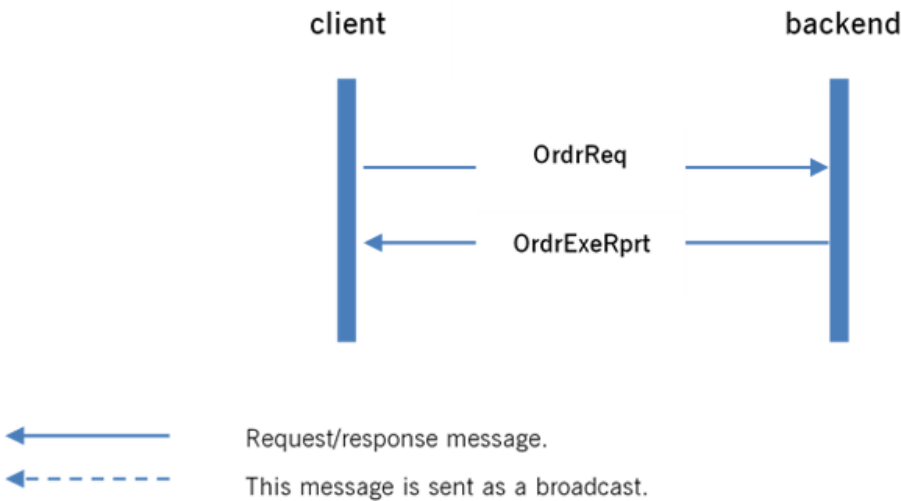 client backend
OrdrReq
OrdrExeRprt
Request/response message.
This message is sent as a broadcast.